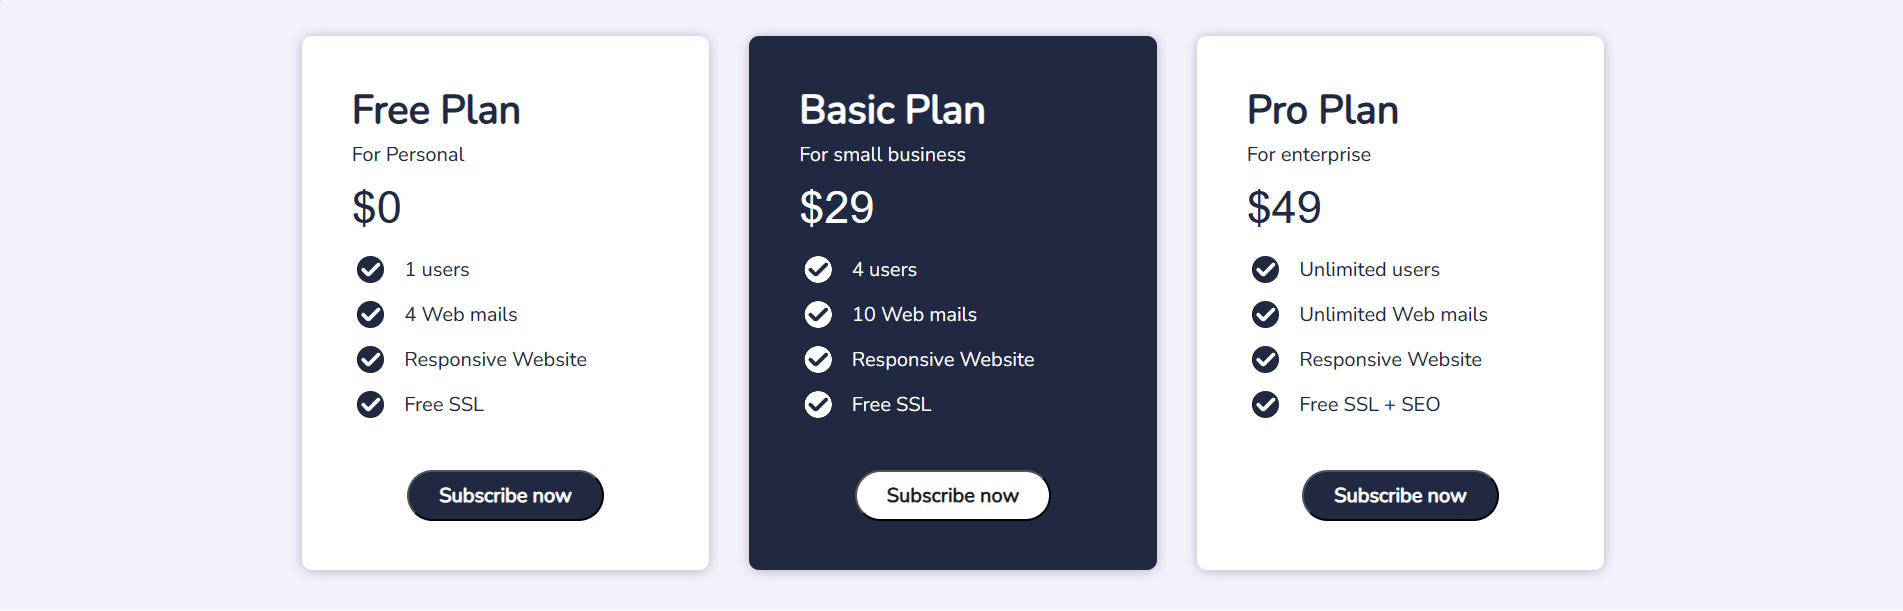 Free Plan
For Personal
$0
1 users
4 Web mails
Responsive Website
Free SSL
Subscribe now
Basic Plan
For small business
$29
4 users
10 Web mails
Responsive Website
Free SSL
Subscribe now
Pro Plan
For enterprise
$49
Unlimited users
Unlimited Web mails
Responsive Website
Free SSL + SEO
Subscribe now